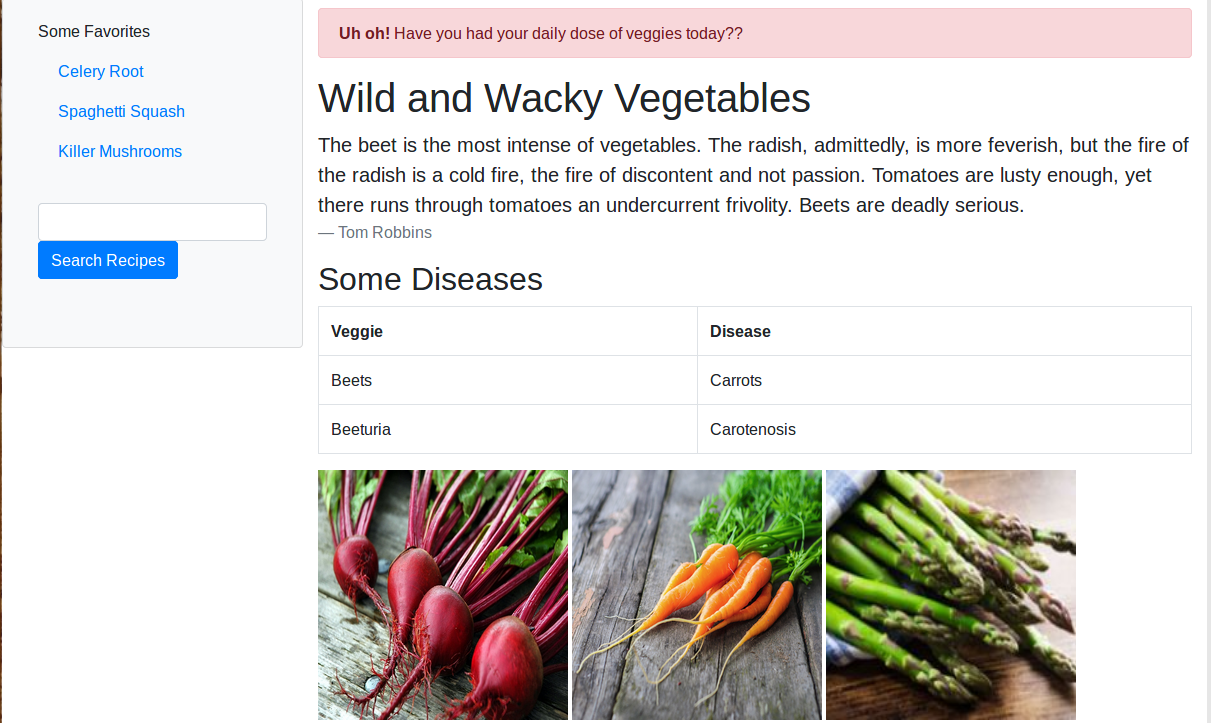 Some Favorites
Celery Root
Spaghetti Squash
Killer Mushrooms
Search Recipes
Uh oh! Have you had your daily dose of veggies today??
Wild and Wacky Vegetables
The beet is the most intense of vegetables. The radish, admittedly, is more feverish, but the fire of
the radish is a cold fire, the fire of discontent and not passion. Tomatoes are lusty enough, yet
there runs through tomatoes an undercurrent frivolity. Beets are deadly serious.
— Tom Robbins
Some Diseases
Veggie Disease
Beets Carrots
Beeturia Carotenosis